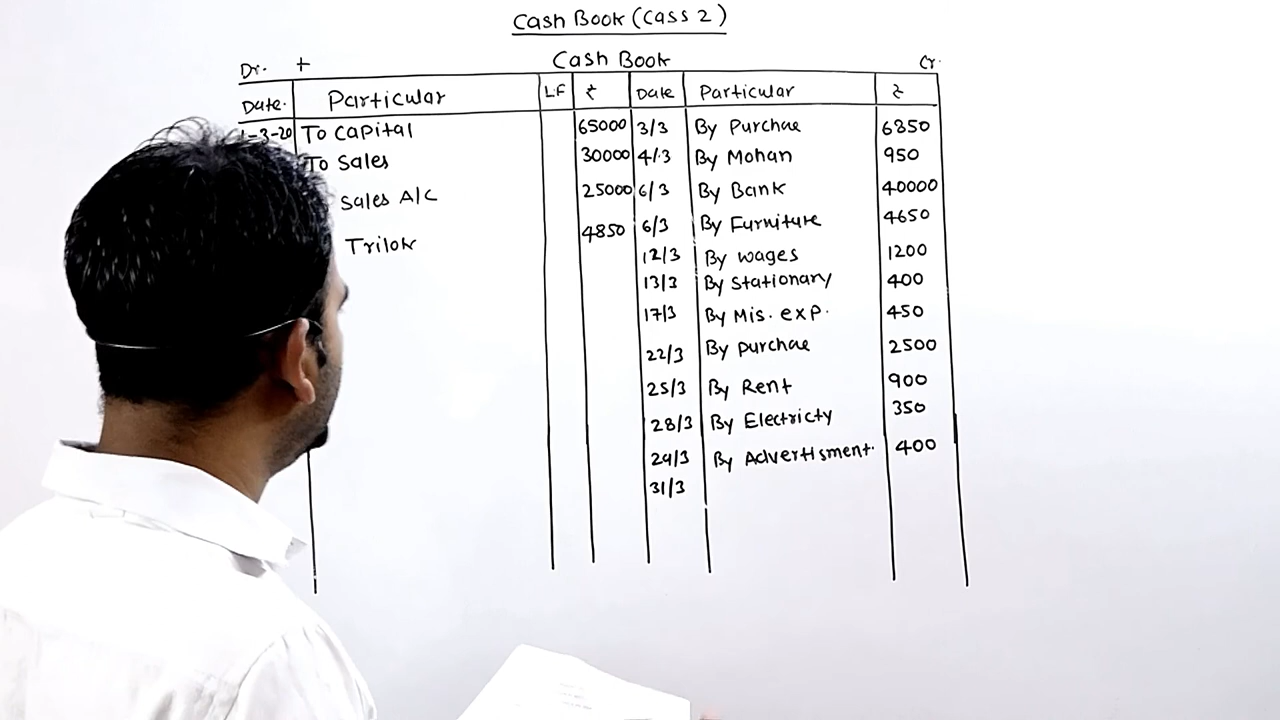 Cash Book (Cass 2)
Dr. + Cash Book Cr.
Date. Particular L.F ₹ Date Particular ₹
1-3-20 To Capital 65000 3/3 By Purchae 6850
To Sales 30000 4/3 By Mohan 950
Sales A/C 25000 6/3 By Bank 40000
Trilok 4850 6/3 By Furniture 4650
12/3 By wages 1200
13/3 By Stationary 400
17/3 By Mis. exp. 450
22/3 By purchae 2500
25/3 By Rent 900
28/3 By Electricty 350
29/3 By Advertisment. 400
31/3